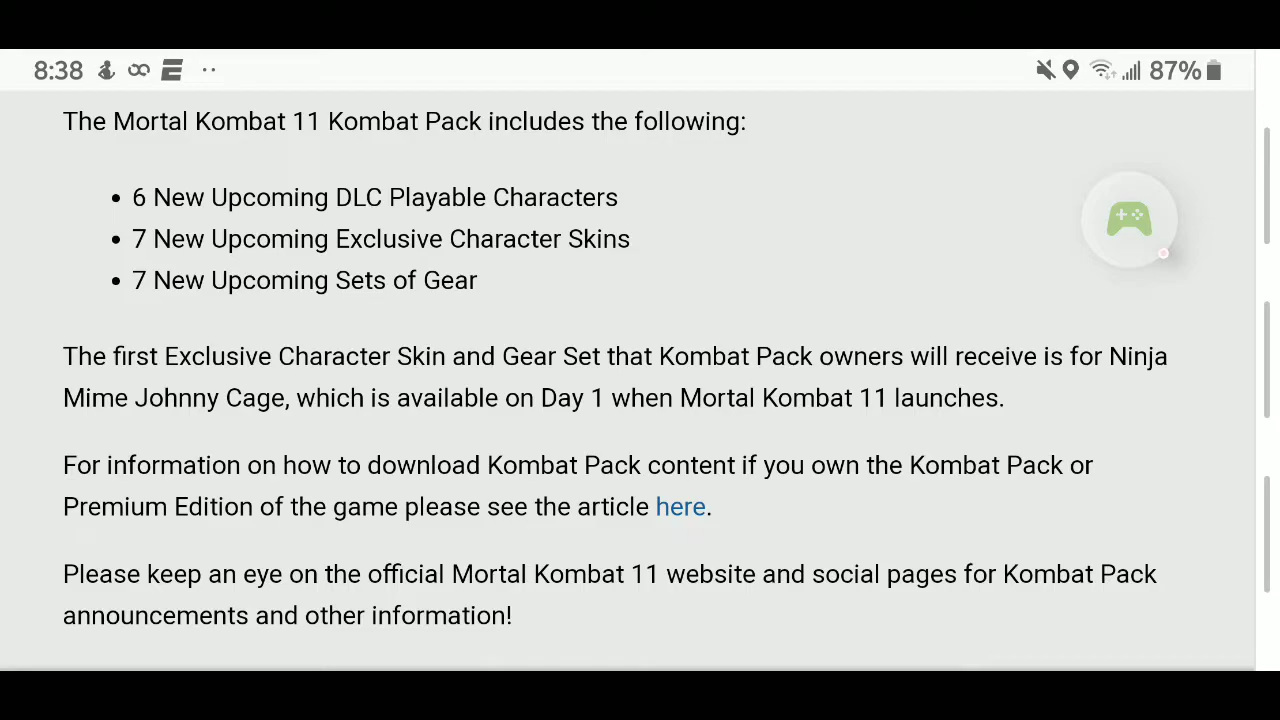 8:38
87%
The Mortal Kombat 11 Kombat Pack includes the following:
• 6 New Upcoming DLC Playable Characters
• 7 New Upcoming Exclusive Character Skins
• 7 New Upcoming Sets of Gear
The first Exclusive Character Skin and Gear Set that Kombat Pack owners will receive is for Ninja
Mime Johnny Cage, which is available on Day 1 when Mortal Kombat 11 launches.
For information on how to download Kombat Pack content if you own the Kombat Pack or
Premium Edition of the game please see the article here.
Please keep an eye on the official Mortal Kombat 11 website and social pages for Kombat Pack
announcements and other information!